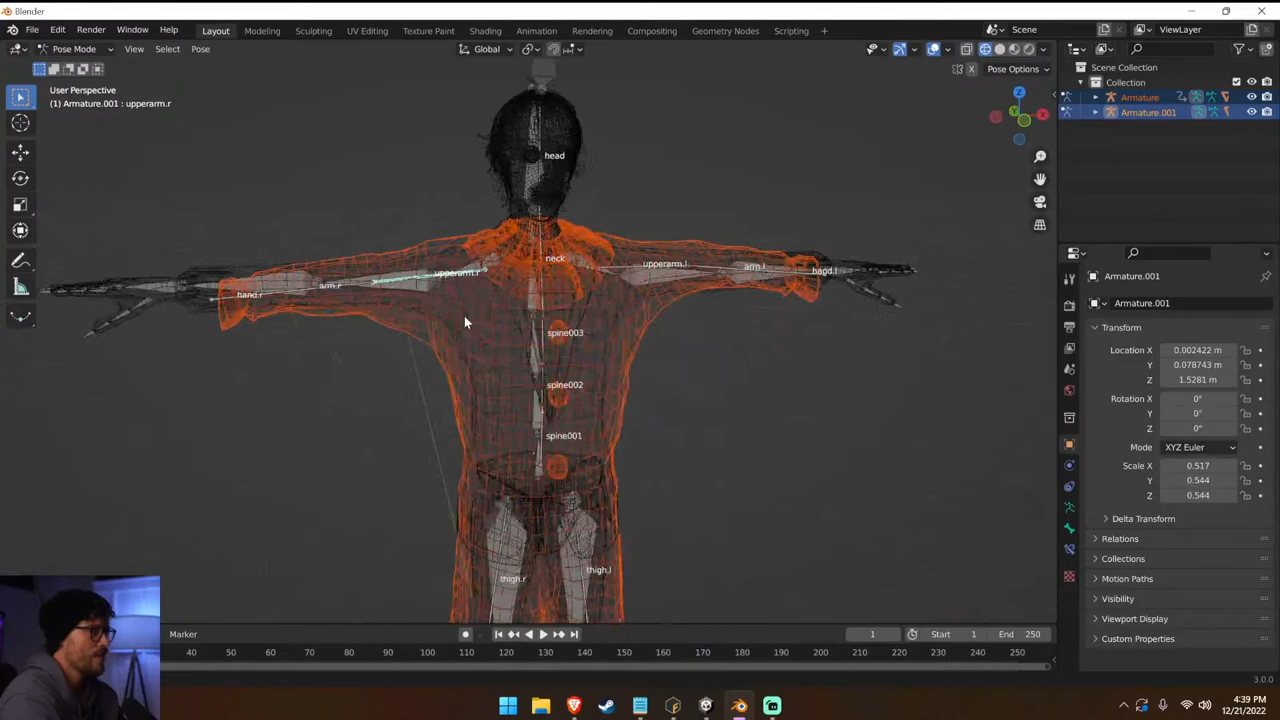 Blender
File Edit Render Window Help Layout Modeling Sculpting UV Editing Texture Paint Shading Animation Rendering Compositing Geometry Nodes Scripting Scene ViewLayer
Pose Mode View Select Pose Global
X Pose Options
User Perspective
(1) Armature.001 : upperarm.r
Scene Collection
Collection
Armature
Armature.001
Z
Y
X
head
neck
upperarm.r
upperarm.l
arm.l
hand.l
arm.r
hand.r
spine003
spine002
spine001
thigh.l
thigh.r
Armature.001
Armature.001
Transform
Location X 0.002422 m
Y 0.078743 m
Z 1.5281 m
Rotation X 0°
Y 0°
Z 0°
Mode XYZ Euler
Scale X 0.517
Y 0.544
Z 0.544
Delta Transform
Relations
Collections
Motion Paths
Visibility
Viewport Display
Custom Properties
Marker 1 Start 1 End 250
40 50 60 70 80 90 100 110 120 130 140 150 160 170 180 190 200 210 220 230 240 250
3.0.0
4:39 PM
12/21/2022